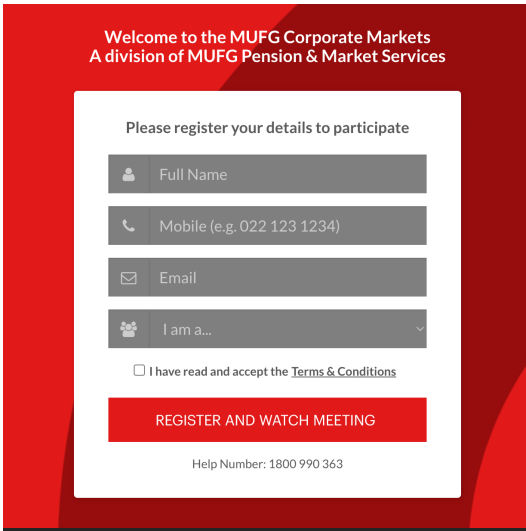 Welcome to the MUFG Corporate Markets
A division of MUFG Pension & Market Services
Please register your details to participate
Full Name
Mobile (e.g. 022 123 1234)
Email
I am a...
I have read and accept the Terms & Conditions
REGISTER AND WATCH MEETING
Help Number: 1800 990 363